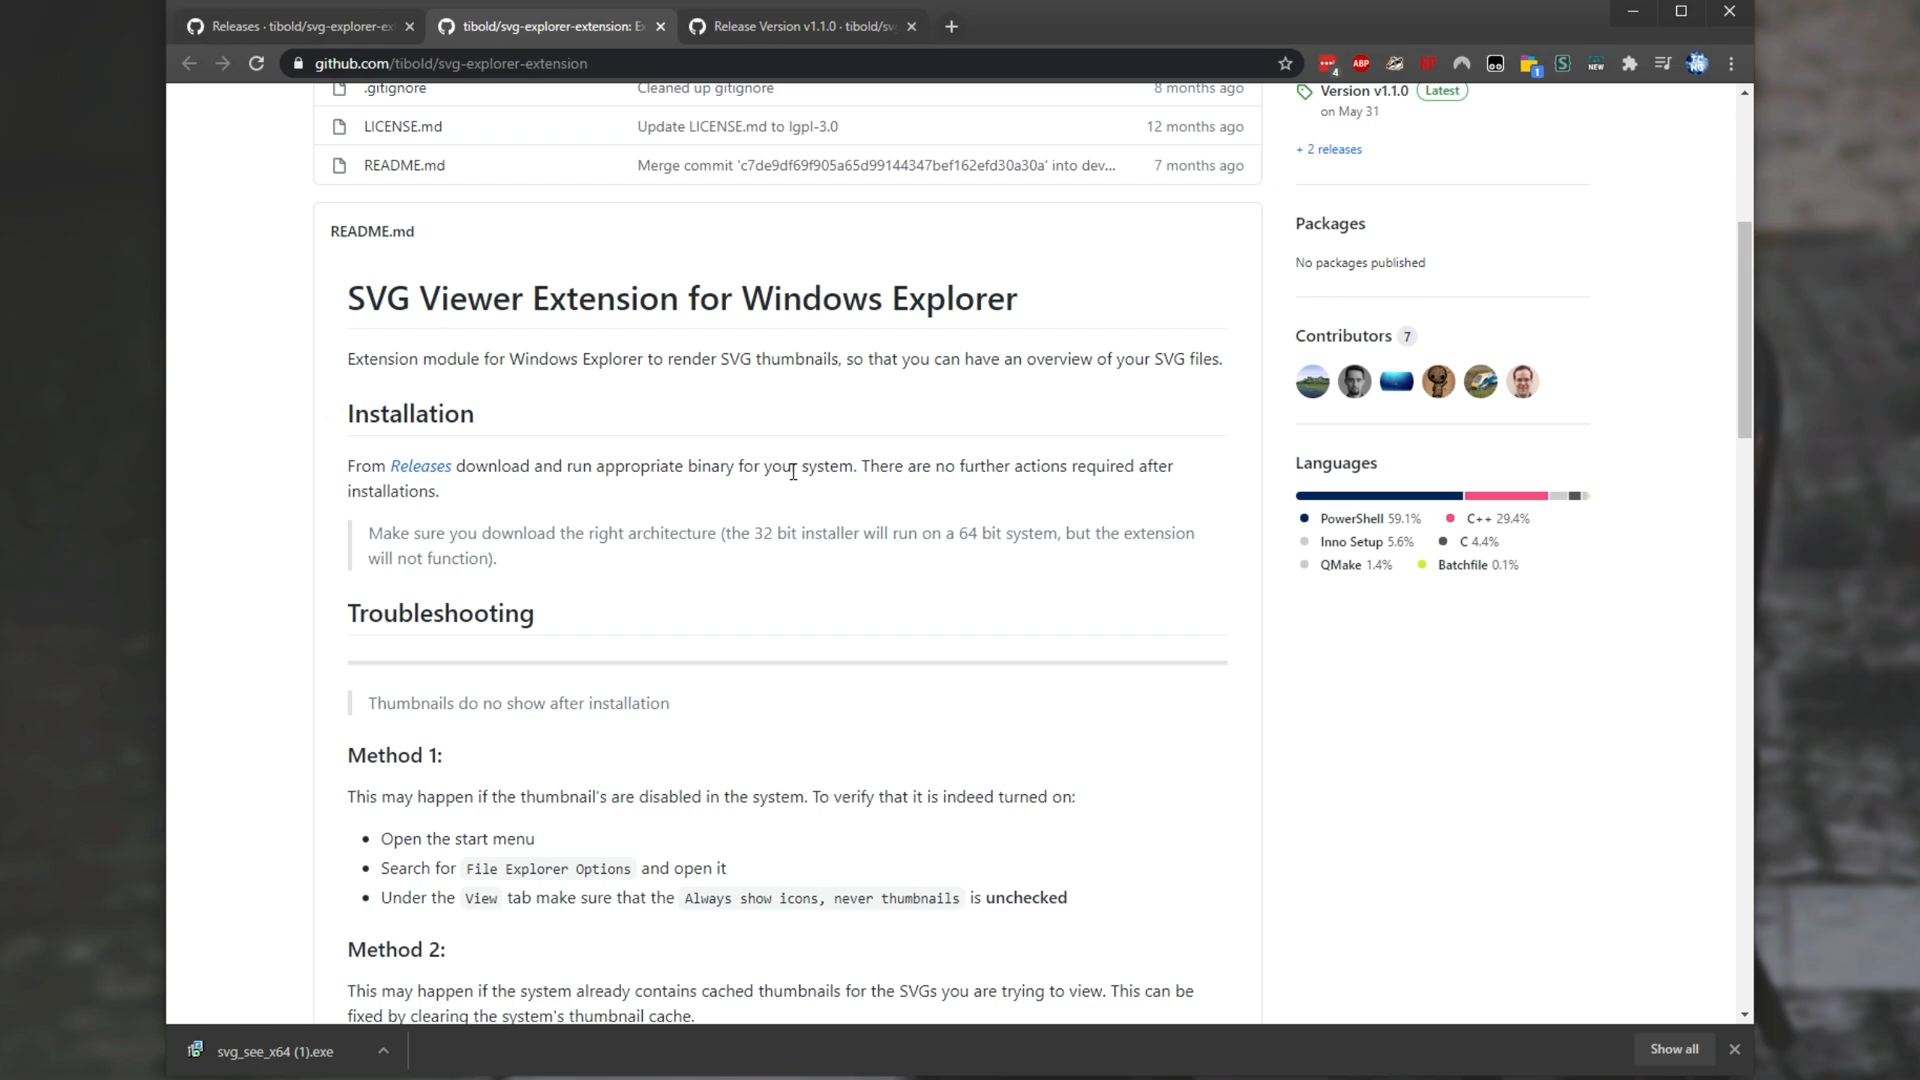 Releases · tibold/svg-explorer-ex
tibold/svg-explorer-extension: E
Release Version v1.1.0 · tibold/sv
github.com/tibold/svg-explorer-extension
4
ABP
1
S
NEW
.gitignore
Cleaned up gitignore
8 months ago
LICENSE.md
Update LICENSE.md to lgpl-3.0
12 months ago
README.md
Merge commit 'c7de9df69f905a65d99144347bef162efd30a30a' into dev...
7 months ago
Version v1.1.0
Latest
on May 31
+ 2 releases
README.md
SVG Viewer Extension for Windows Explorer
Extension module for Windows Explorer to render SVG thumbnails, so that you can have an overview of your SVG files.
Installation
From Releases download and run appropriate binary for your system. There are no further actions required after
installations.
Make sure you download the right architecture (the 32 bit installer will run on a 64 bit system, but the extension
will not function).
Troubleshooting
Thumbnails do no show after installation
Method 1:
This may happen if the thumbnail's are disabled in the system. To verify that it is indeed turned on:
• Open the start menu
• Search for File Explorer Options and open it
• Under the View tab make sure that the Always show icons, never thumbnails is unchecked
Method 2:
This may happen if the system already contains cached thumbnails for the SVGs you are trying to view. This can be
fixed by clearing the system's thumbnail cache.
Packages
No packages published
Contributors 7
Languages
PowerShell 59.1%
C++ 29.4%
Inno Setup 5.6%
C 4.4%
QMake 1.4%
Batchfile 0.1%
svg_see_x64 (1).exe
Show all